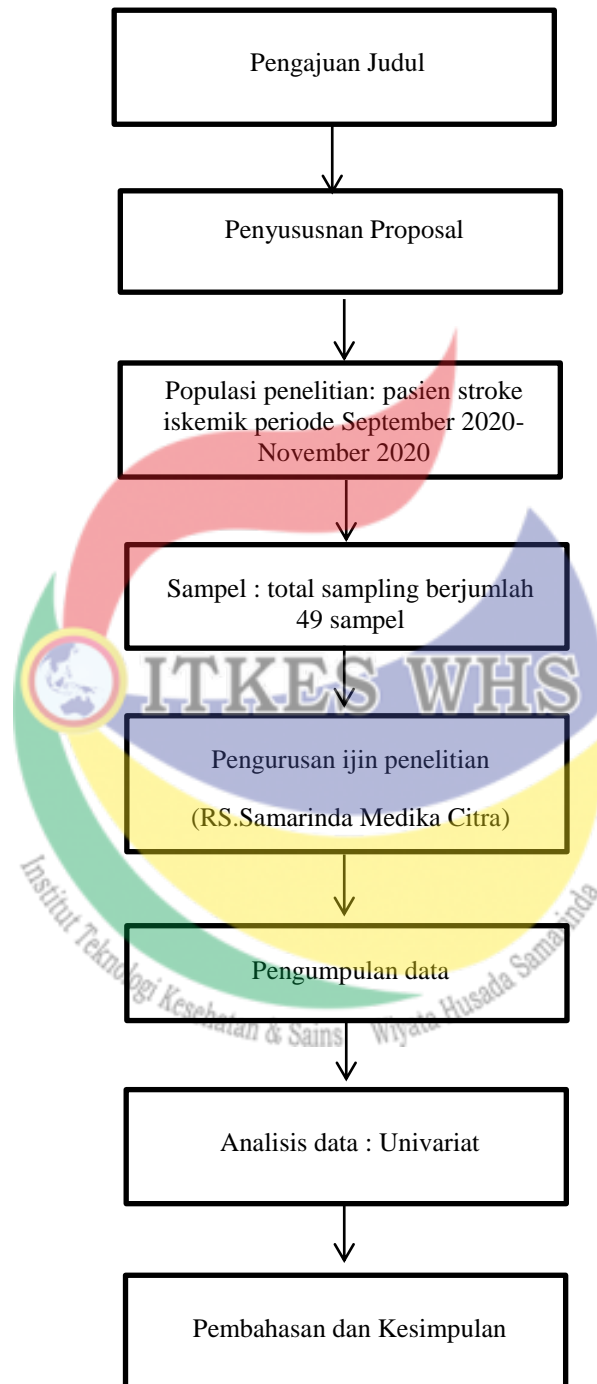 Pengajuan Judul
Penyususnan Proposal
Populasi penelitian: pasien stroke
iskemik periode September 2020-
November 2020
Sampel : total sampling berjumlah
49 sampel
ITKES WHS
Pengurusan ijin penelitian
(RS.Samarinda Medika Citra)
Pengumpulan data
Institut Teknologi Kesehatan & Sains Wiyata Husada Samarinda
Analisis data : Univariat
Pembahasan dan Kesimpulan